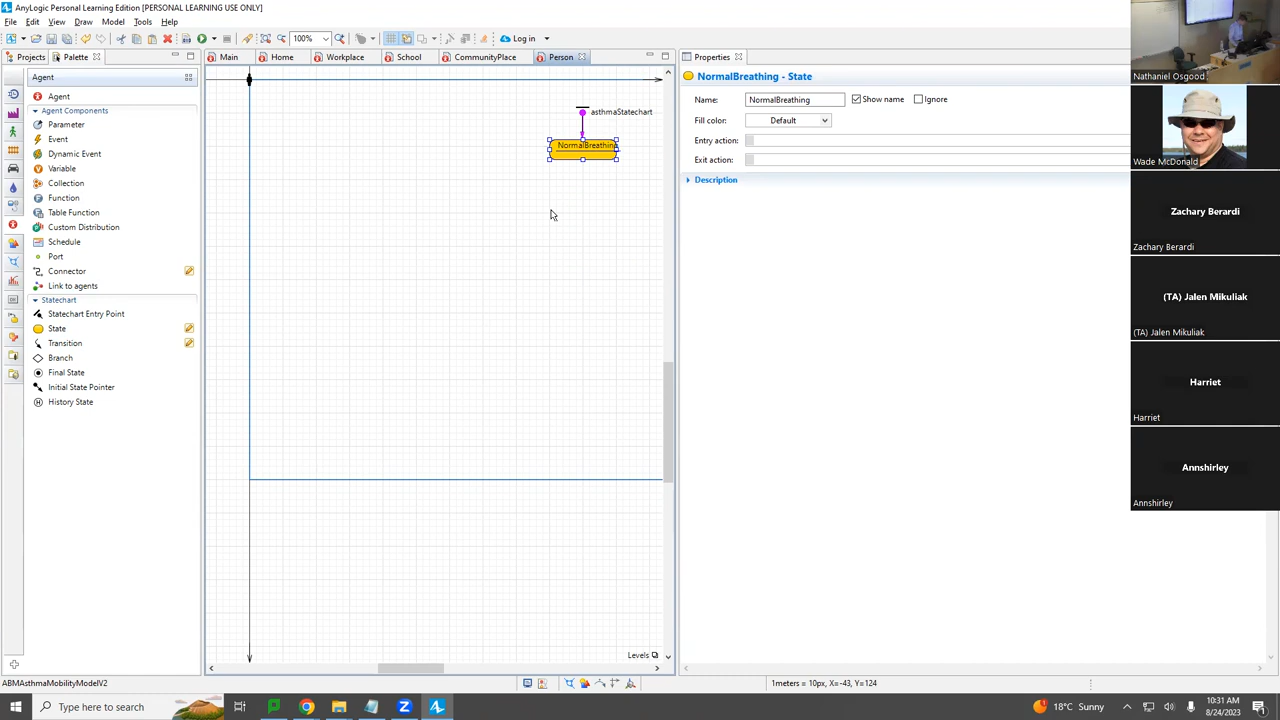 AnyLogic Personal Learning Edition [PERSONAL LEARNING USE ONLY]
File Edit View Draw Model Tools Help
100%
Log in
Projects Palette
Main Home Workplace School CommunityPlace Person
Properties
Agent
Agent
Agent Components
Parameter
Event
Dynamic Event
Variable
Collection
Function
Table Function
Custom Distribution
Schedule
Port
Connector
Link to agents
Statechart
Statechart Entry Point
State
Transition
Branch
Final State
Initial State Pointer
History State
asthmaStatechart
NormalBreathing
Levels
NormalBreathing - State
Name: NormalBreathing Show name Ignore
Fill color: Default
Entry action:
Exit action:
Description
Nathaniel Osgood
Wade McDonald
Zachary Berardi
Zachary Berardi
(TA) Jalen Mikuliak
(TA) Jalen Mikuliak
Harriet
Harriet
Annshirley
Annshirley
ABMAsthmaMobilityModelV2
1meters = 10px, X=-43, Y=124
Type here to search
18°C Sunny
10:31 AM
8/24/2023
1